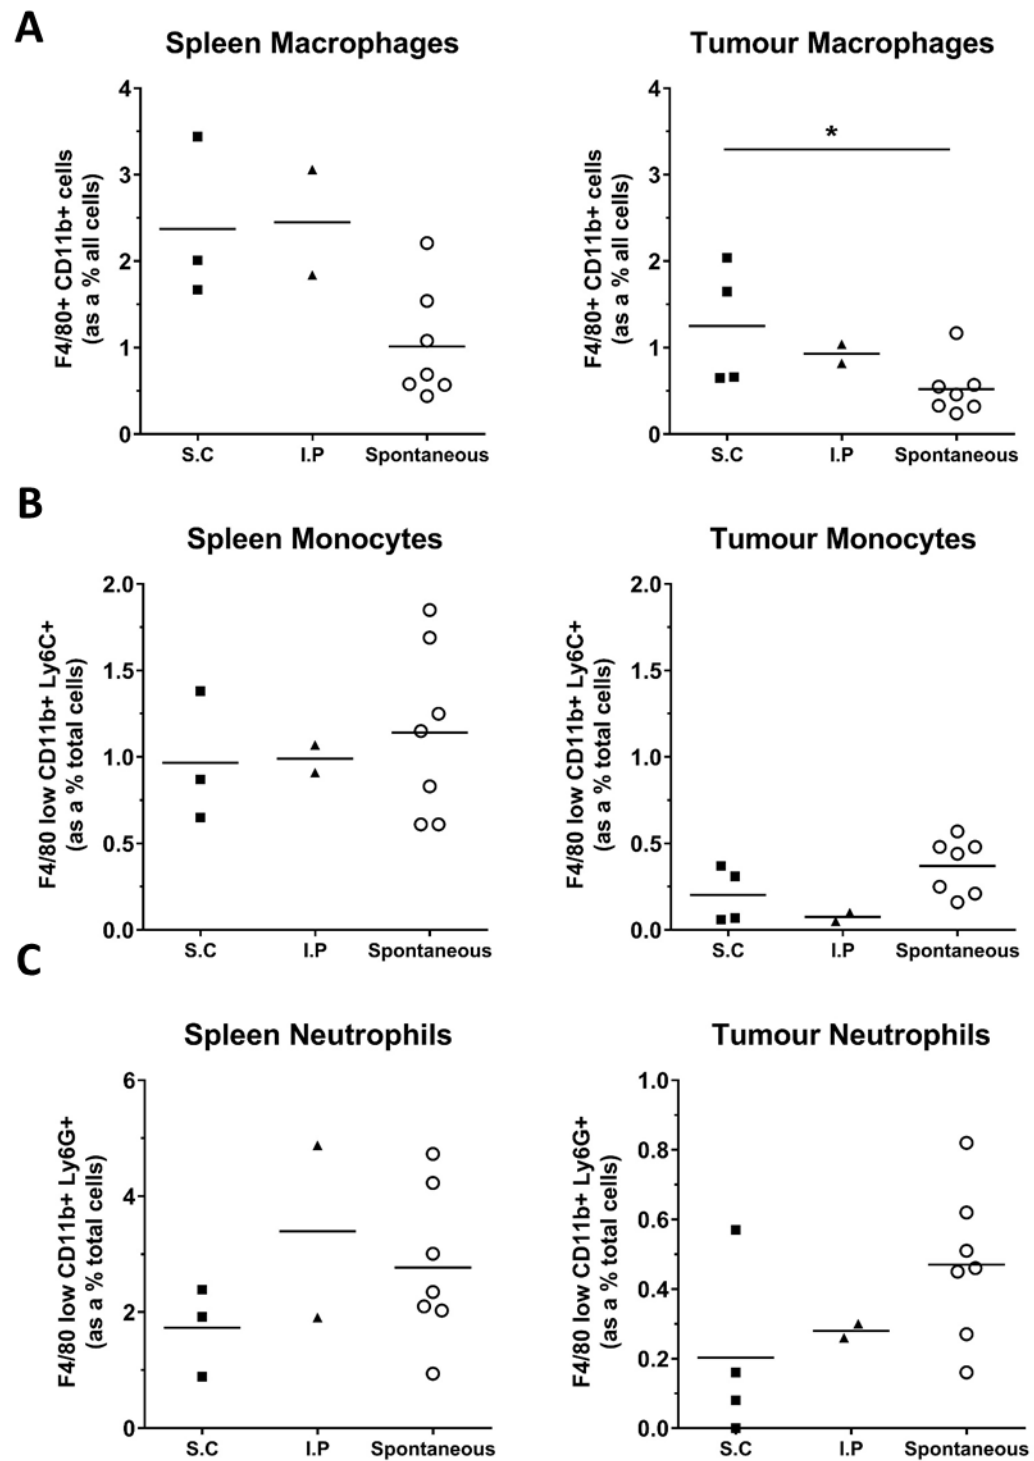 A
Spleen Macrophages
F4/80+ CD11b+ cells
(as a % all cells)
4
3
2
1
0
S.C I.P Spontaneous
Tumour Macrophages
F4/80+ CD11b+ cells
(as a % all cells)
4
3
2
1
0
*
S.C I.P Spontaneous
B
Spleen Monocytes
F4/80 low CD11b+ Ly6C+
(as a % total cells)
2.0
1.5
1.0
0.5
0.0
S.C I.P Spontaneous
Tumour Monocytes
F4/80 low CD11b+ Ly6C+
(as a % total cells)
2.0
1.5
1.0
0.5
0.0
S.C I.P Spontaneous
C
Spleen Neutrophils
F4/80 low CD11b+ Ly6G+
(as a % total cells)
6
4
2
0
S.C I.P Spontaneous
Tumour Neutrophils
F4/80 low CD11b+ Ly6G+
(as a % total cells)
1.0
0.8
0.6
0.4
0.2
0.0
S.C I.P Spontaneous